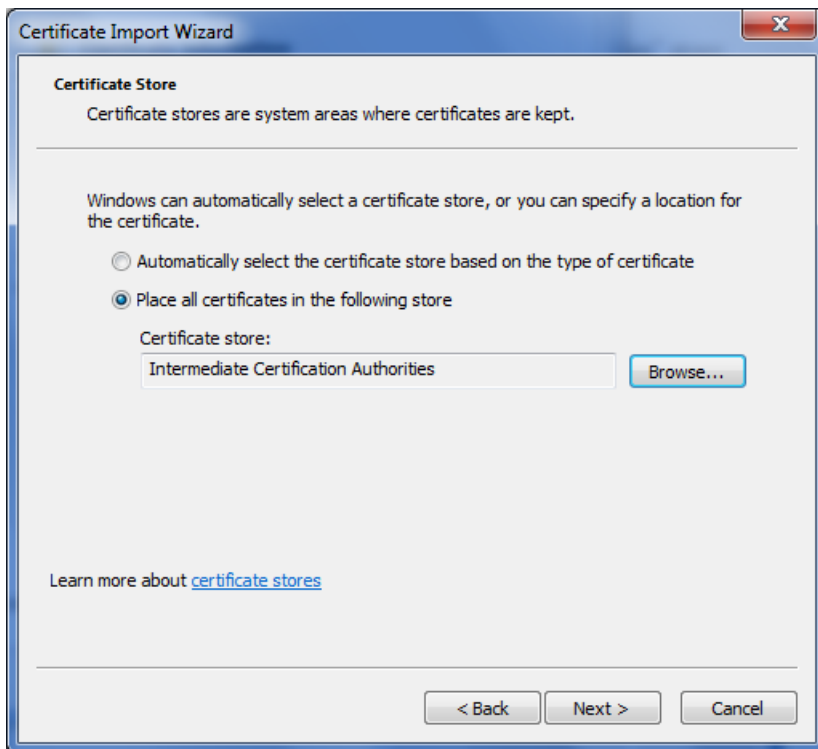 Certificate Import Wizard
Certificate Store
Certificate stores are system areas where certificates are kept.
Windows can automatically select a certificate store, or you can specify a location for
the certificate.
Automatically select the certificate store based on the type of certificate
Place all certificates in the following store
Certificate store:
Intermediate Certification Authorities
Browse...
Learn more about certificate stores
< Back
Next >
Cancel